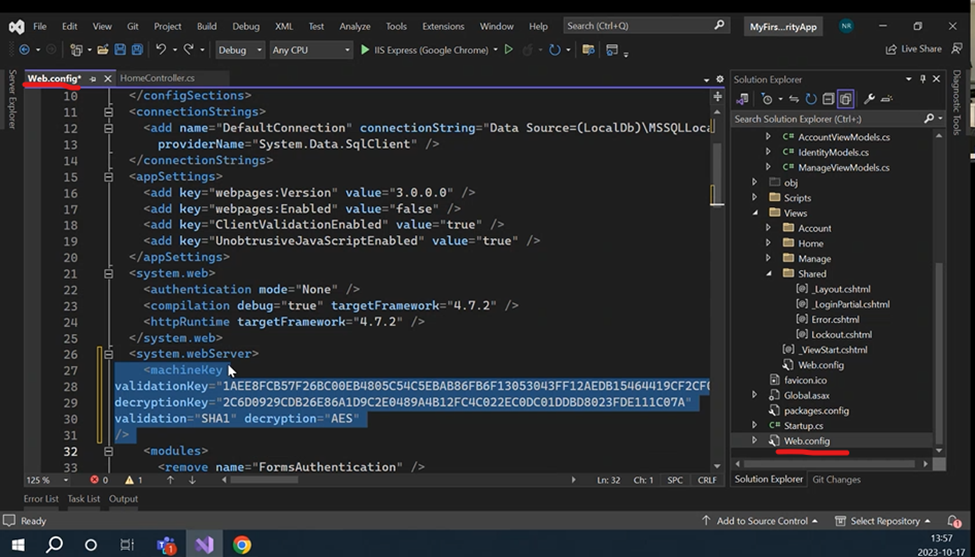 File Edit View Git Project Build Debug XML Test Analyze Tools Extensions Window Help Search (Ctrl+Q) MyFirs...rityApp NR
Debug Any CPU IIS Express (Google Chrome) Live Share
Server Explorer
Web.config* HomeController.cs
10 </configSections>
11 <connectionStrings>
12 <add name="DefaultConnection" connectionString="Data Source=(LocalDb)\MSSQLLoca
13 providerName="System.Data.SqlClient" />
14 </connectionStrings>
15 <appSettings>
16 <add key="webpages:Version" value="3.0.0.0" />
17 <add key="webpages:Enabled" value="false" />
18 <add key="ClientValidationEnabled" value="true" />
19 <add key="UnobtrusiveJavaScriptEnabled" value="true" />
20 </appSettings>
21 <system.web>
22 <authentication mode="None" />
23 <compilation debug="true" targetFramework="4.7.2" />
24 <httpRuntime targetFramework="4.7.2" />
25 </system.web>
26 <system.webServer>
27 <machineKey
28 validationKey="1AEE8FCB57F26BC00EB4805C54C5EBAB86FB6F13053043FF12AEDB15464419CF2CF0
29 decryptionKey="2C6D0929CDB26E86A1D9C2E0489A4B12FC4C022EC0DC01DDBD8023FDE111C07A"
30 validation="SHA1" decryption="AES"
31 />
32 <modules>
33 <remove name="FormsAuthentication" />
125 % 0 1 Ln: 32 Ch: 1 SPC CRLF
Error List Task List Output
Solution Explorer
Search Solution Explorer (Ctrl+;)
AccountViewModels.cs
IdentityModels.cs
ManageViewModels.cs
obj
Scripts
Views
Account
Home
Manage
Shared
_Layout.cshtml
_LoginPartial.cshtml
Error.cshtml
Lockout.cshtml
_ViewStart.cshtml
Web.config
favicon.ico
Global.asax
packages.config
Startup.cs
Web.config
Solution Explorer Git Changes
Diagnostic Tools
Ready Add to Source Control Select Repository 1
1
13:57
2023-10-17